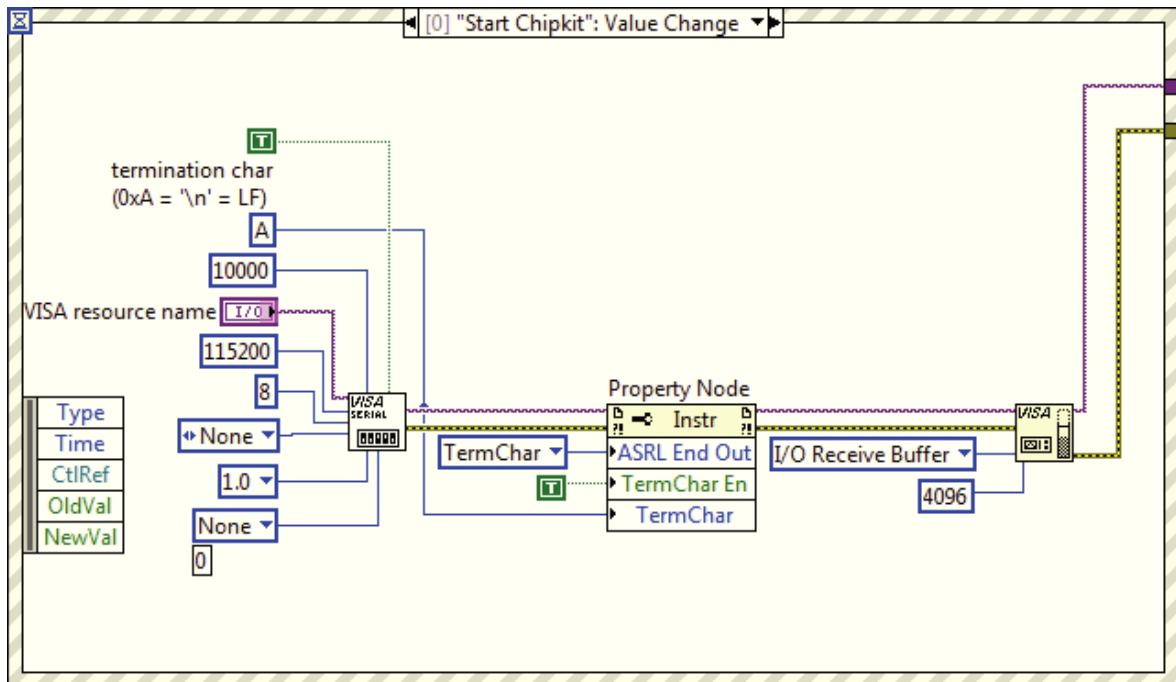 [0] "Start Chipkit": Value Change
T
termination char
(0xA = '\n' = LF)
A
10000
VISA resource name
I/O
115200
8
None
1.0
None
0
Type
Time
CtlRef
OldVal
NewVal
VISA
SERIAL
Property Node
Instr
TermChar
ASRL End Out
T
TermChar En
TermChar
I/O Receive Buffer
4096
VISA